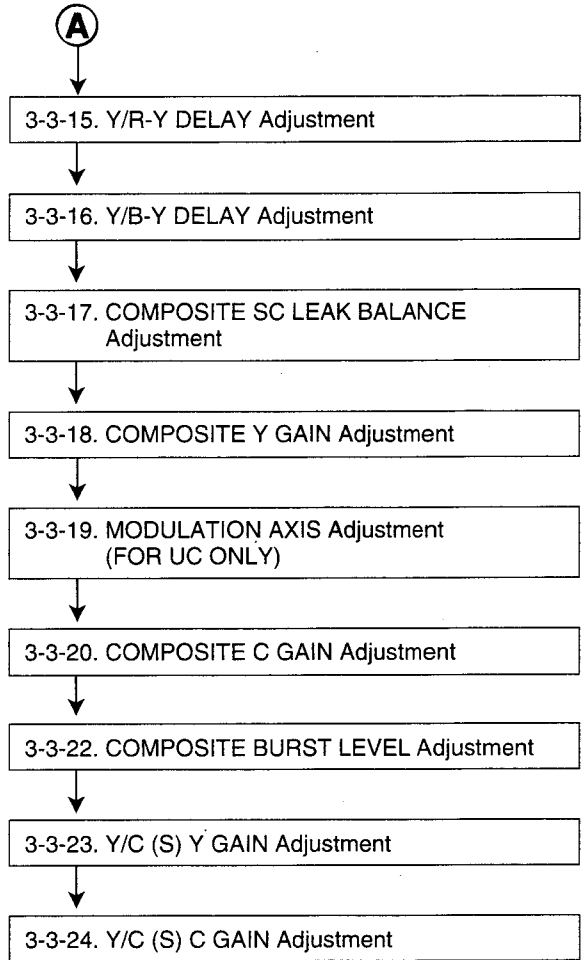 A
3-3-15. Y/R-Y DELAY Adjustment
3-3-16. Y/B-Y DELAY Adjustment
3-3-17. COMPOSITE SC LEAK BALANCE
Adjustment
3-3-18. COMPOSITE Y GAIN Adjustment
3-3-19. MODULATION AXIS Adjustment
(FOR UC ONLY)
3-3-20. COMPOSITE C GAIN Adjustment
3-3-22. COMPOSITE BURST LEVEL Adjustment
3-3-23. Y/C (S) Y GAIN Adjustment
3-3-24. Y/C (S) C GAIN Adjustment